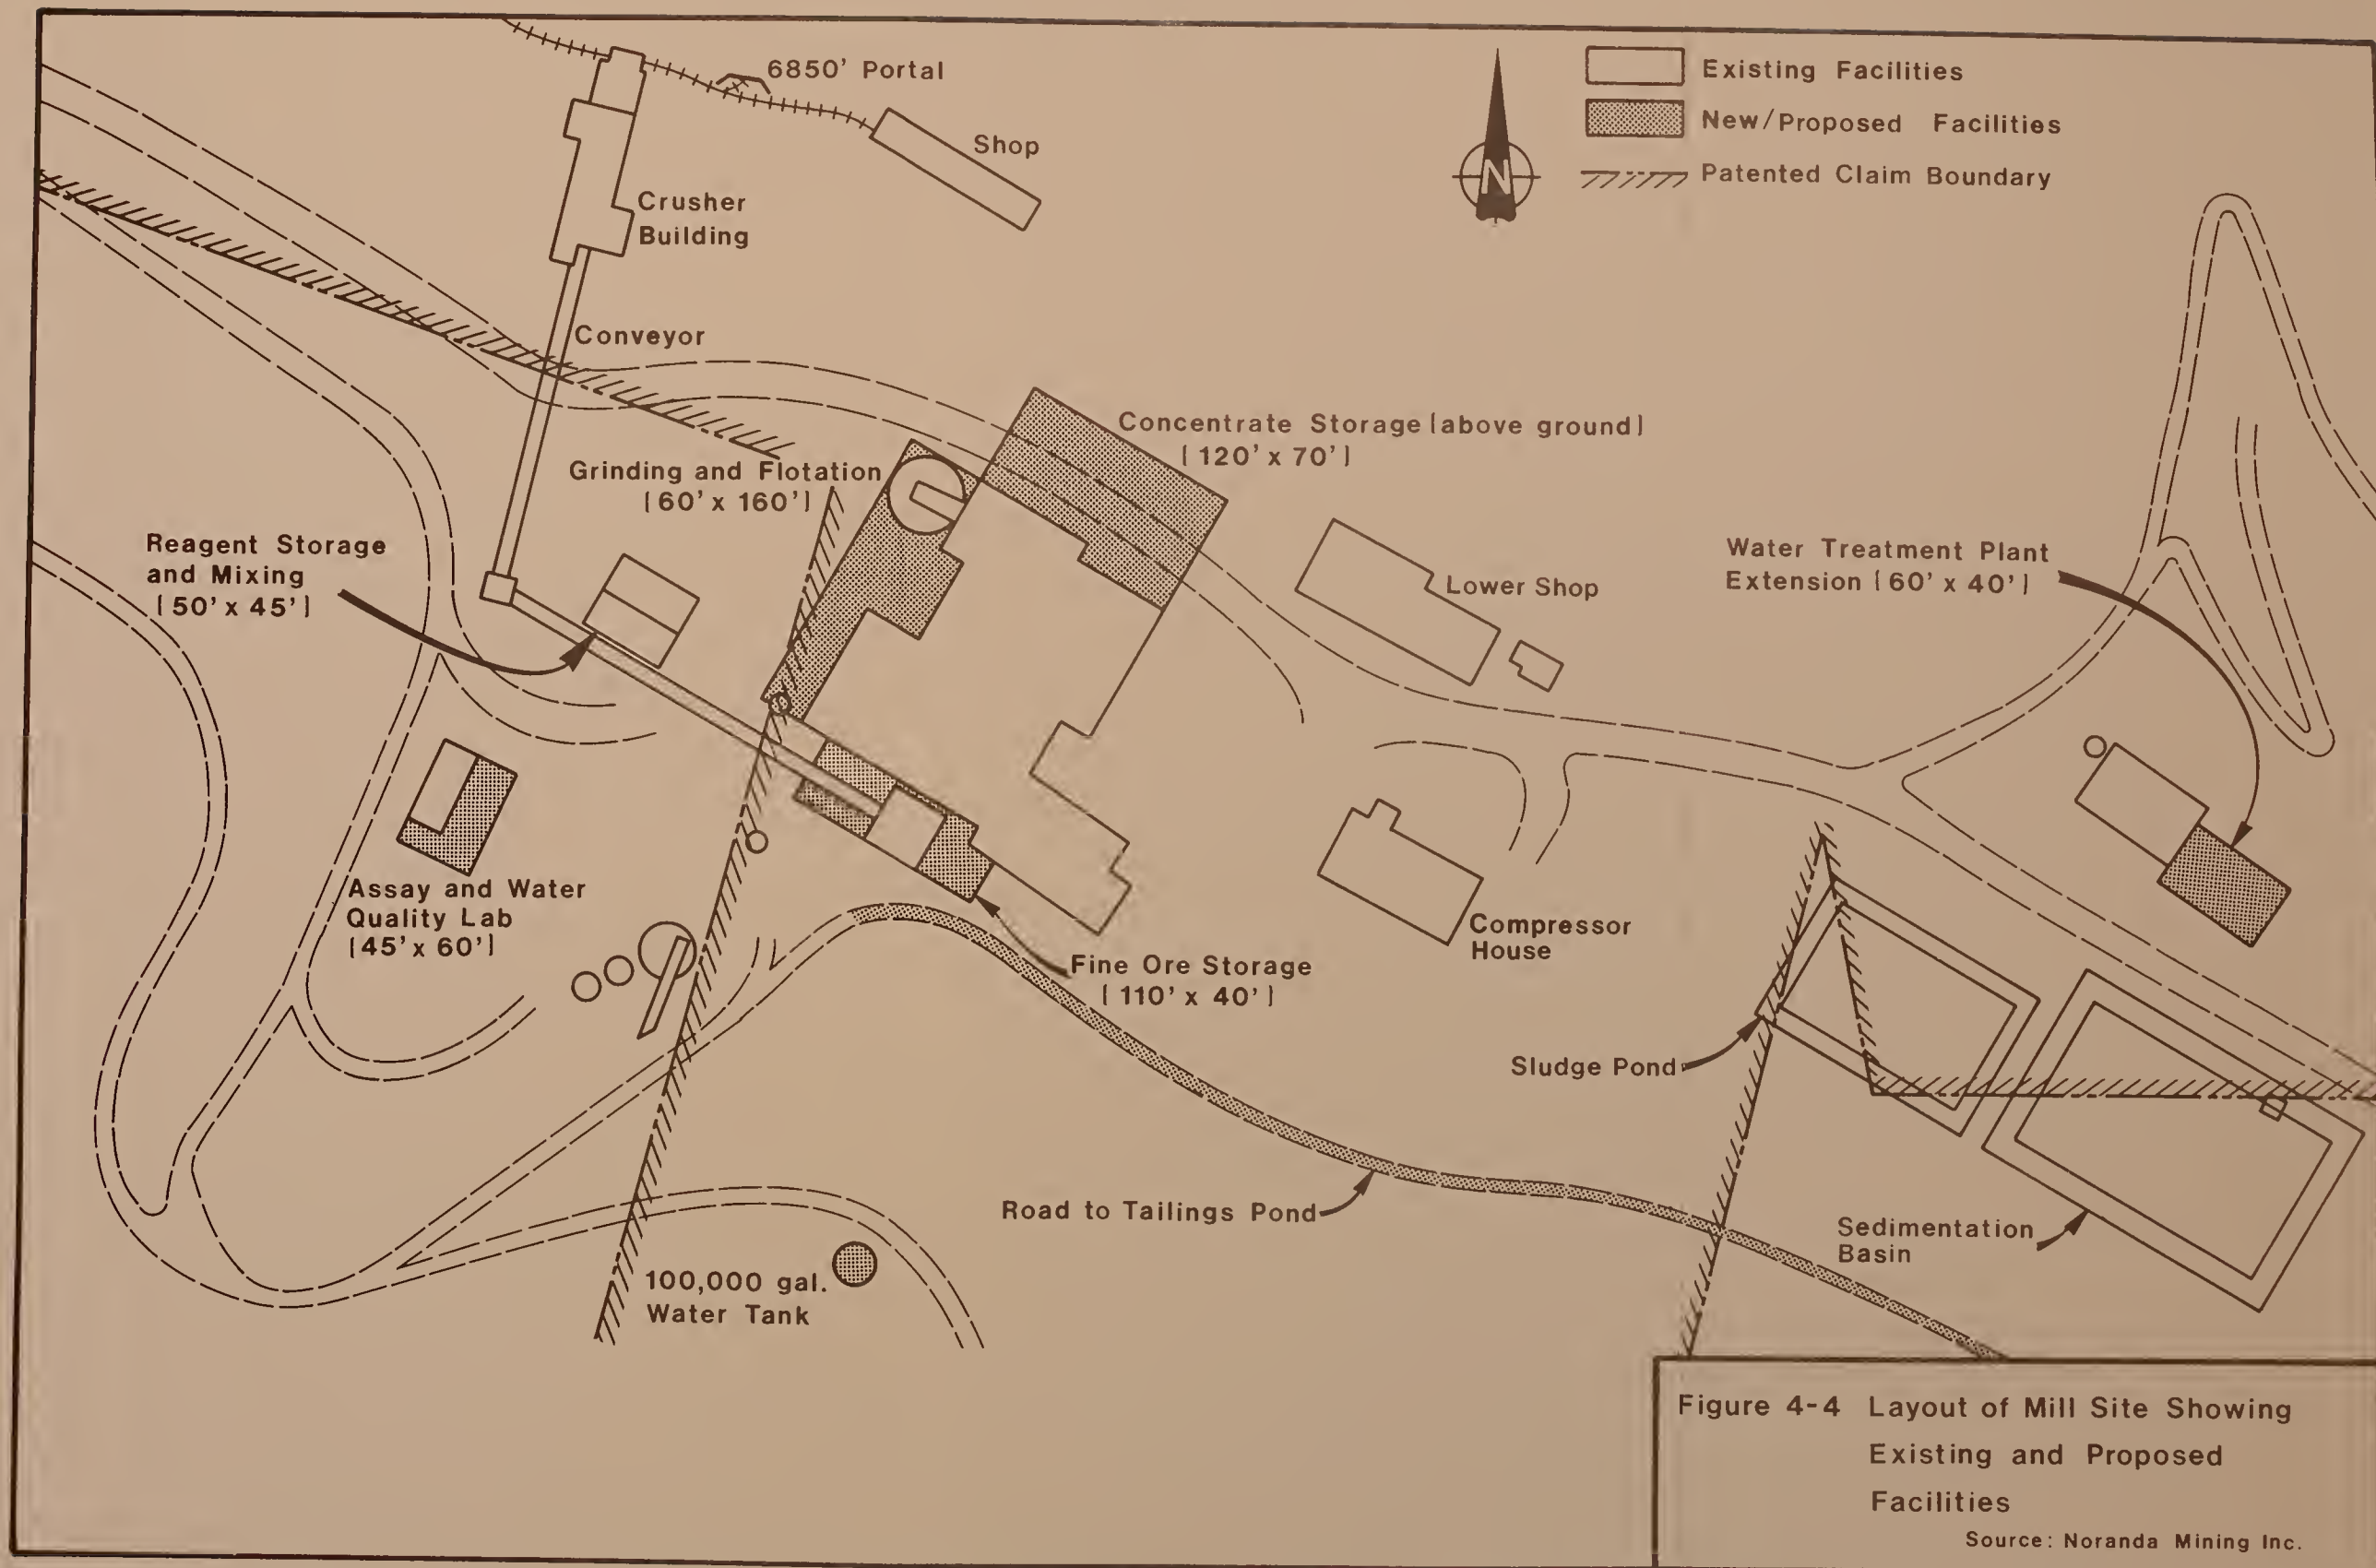 6850' Portal
Shop
Crusher
Building
Conveyor
Existing Facilities
New/Proposed Facilities
Patented Claim Boundary
N
Concentrate Storage [above ground]
[120' x 70']
Grinding and Flotation
[60' x 160']
Reagent Storage
and Mixing
[50' x 45']
Lower Shop
Water Treatment Plant
Extension [60' x 40']
Assay and Water
Quality Lab
[45' x 60']
Fine Ore Storage
[110' x 40']
Compressor
House
Sludge Pond
Road to Tailings Pond
Sedimentation
Basin
100,000 gal.
Water Tank
Figure 4-4 Layout of Mill Site Showing
Existing and Proposed
Facilities
Source: Noranda Mining Inc.